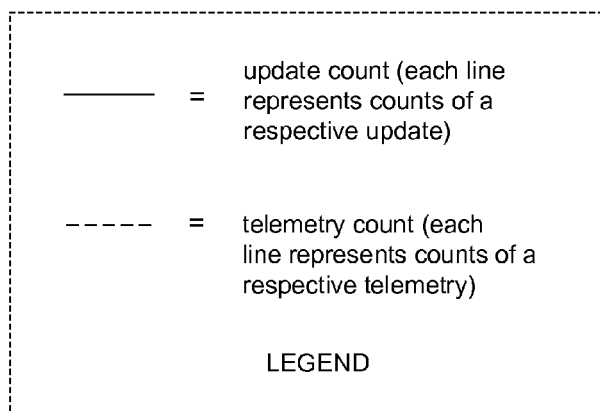 = update count (each line
represents counts of a
respective update)
= telemetry count (each
line represents counts of a
respective telemetry)
LEGEND